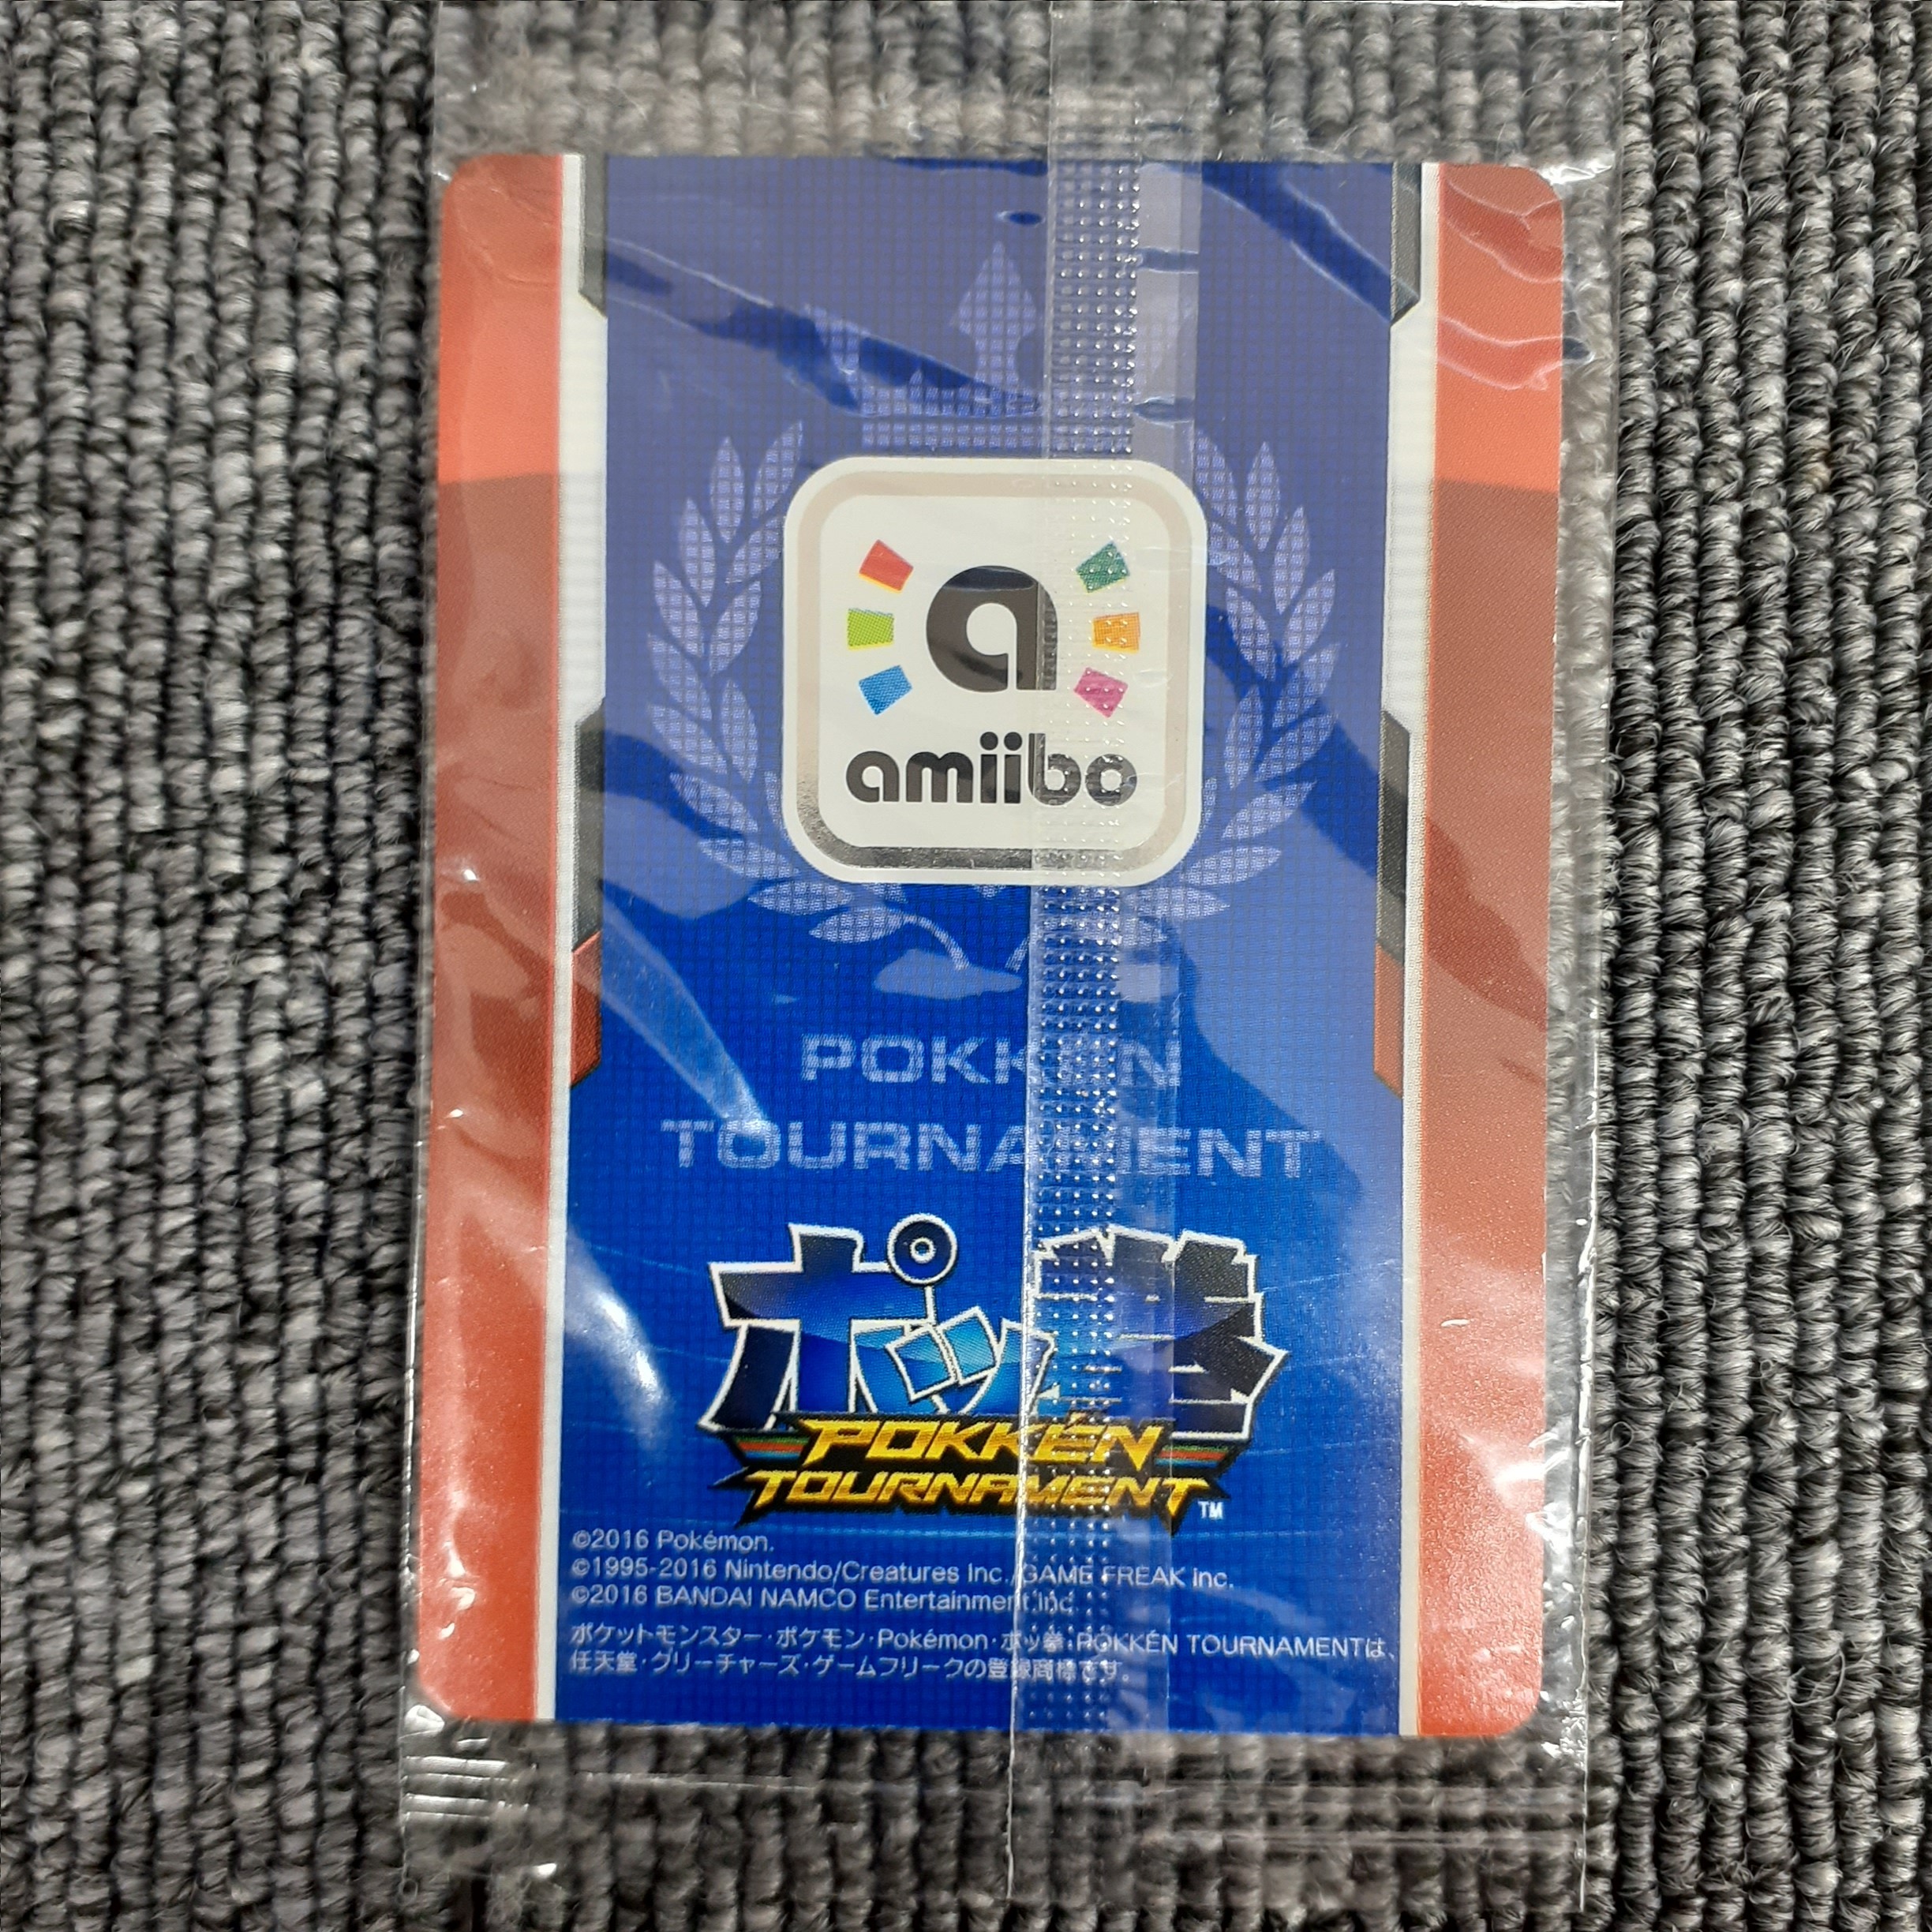 a
amiibo
POKKÉN
TOURNAMENT
ポッ拳
POKKÉN
TOURNAMENT™
©2016 Pokémon.
©1995-2016 Nintendo/Creatures Inc./GAME FREAK inc.
©2016 BANDAI NAMCO Entertainment Inc.
ポケットモンスター・ポケモン・Pokémon・ポッ拳・POKKÉN TOURNAMENTは、
任天堂・クリーチャーズ・ゲームフリークの登録商標です。